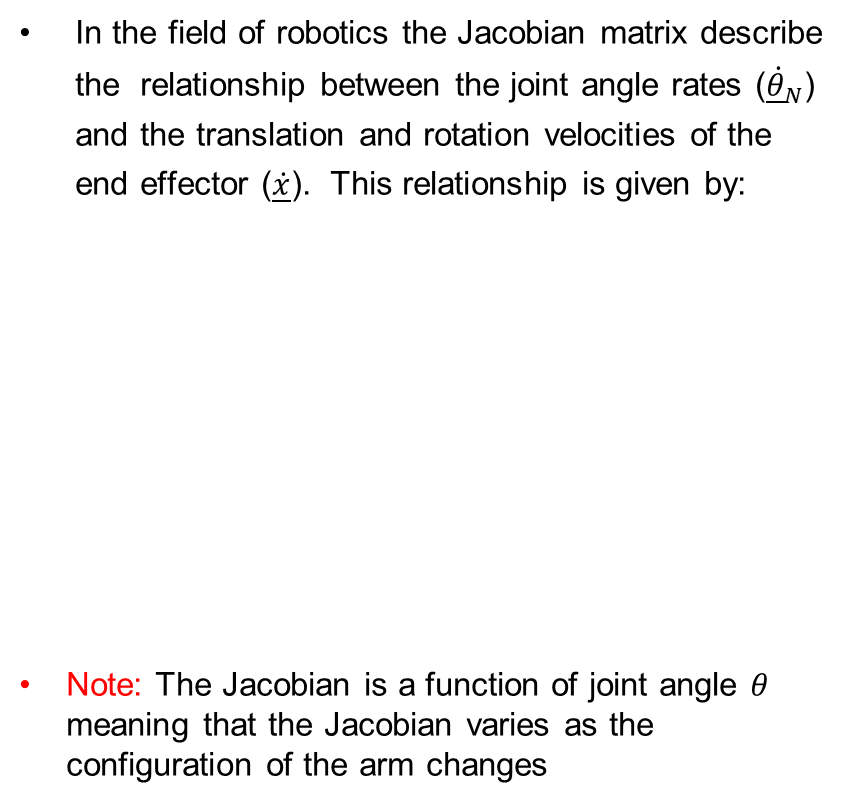 • In the field of robotics the Jacobian matrix describe
the relationship between the joint angle rates (θ̲̇_N)
and the translation and rotation velocities of the
end effector (ẋ̲). This relationship is given by:
• Note: The Jacobian is a function of joint angle θ
meaning that the Jacobian varies as the
configuration of the arm changes